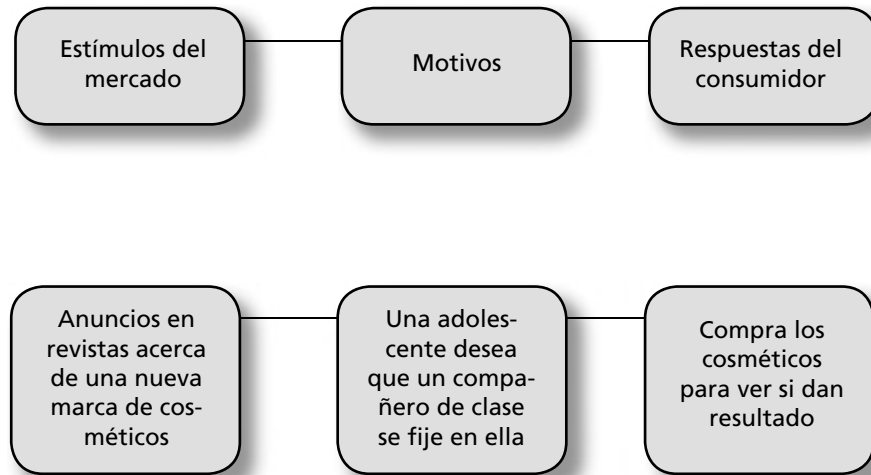 Estímulos del
mercado
Motivos
Respuestas del
consumidor
Anuncios en
revistas acerca
de una nueva
marca de cos-
méticos
Una adoles-
cente desea
que un compa-
ñero de clase
se fije en ella
Compra los
cosméticos
para ver si dan
resultado